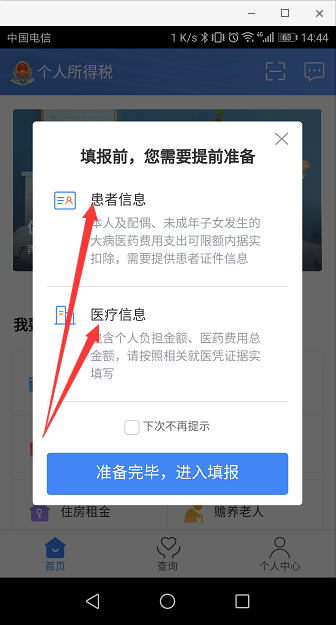 中国电信
1 K/s
63
14:44
个人所得税
填报前，您需要提前准备
患者信息
本人及配偶、未成年子女发生的
大病医药费用支出可限额内据实
扣除，需要提供患者证件信息
医疗信息
包含个人负担金额、医药费用总
金额，请按照相关就医凭证据实
填写
下次不再提示
准备完毕，进入填报
住房租金
赡养老人
首页
查询
个人中心